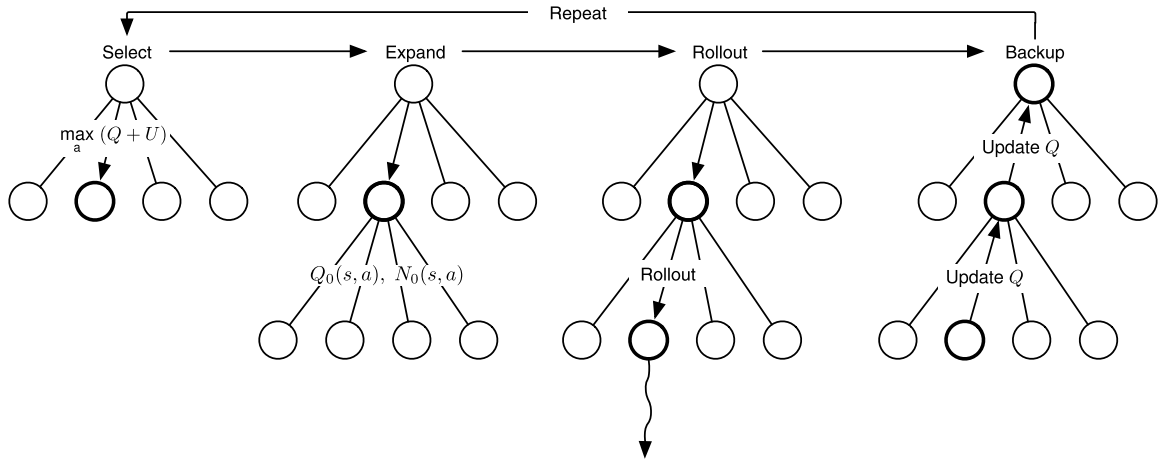 Repeat
Select
Expand
Rollout
Backup
max (Q + U)
a
Update Q
Q₀(s, a), N₀(s, a)
Rollout
Update Q